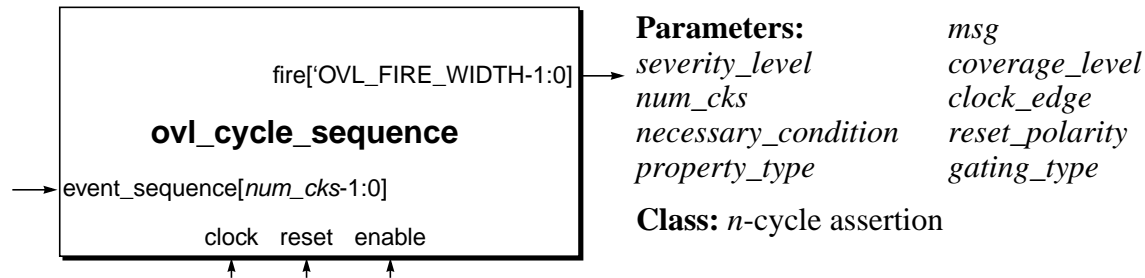 fire[‘OVL_FIRE_WIDTH-1:0]
ovl_cycle_sequence
event_sequence[num_cks-1:0]
clock reset enable
Parameters: msg
severity_level coverage_level
num_cks clock_edge
necessary_condition reset_polarity
property_type gating_type
Class: n-cycle assertion